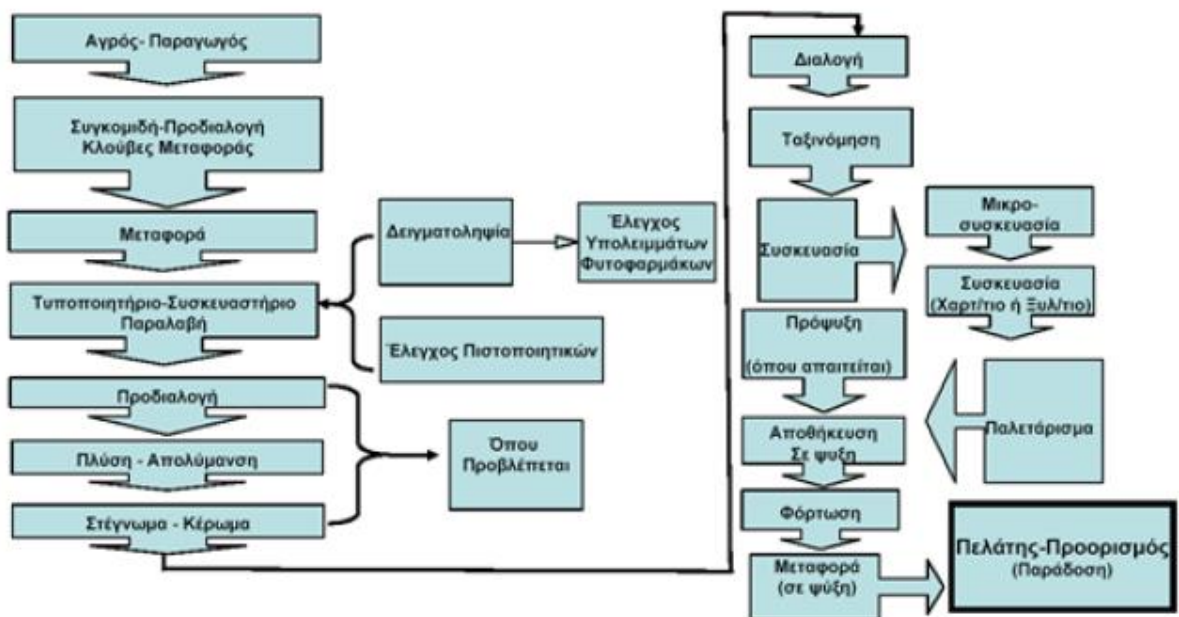 Αγρός- Παραγωγός
Συγκομιδή-Προδιαλογή
Κλούβες Μεταφοράς
Μεταφορά
Τυποποιητήριο-Συσκευαστήριο
Παραλαβή
Προδιαλογή
Πλύση - Απολύμανση
Στέγνωμα - Κέρωμα
Δειγματοληψία
Έλεγχος
Υπολειμμάτων
Φυτοφαρμάκων
Έλεγχος Πιστοποιητικών
Όπου
Προβλέπεται
Διαλογή
Ταξινόμηση
Συσκευασία
Μικρο-
συσκευασία
Συσκευασία
(Χαρτ/τιο ή Ξυλ/τιο)
Πρόψυξη
(όπου απαιτείται)
Παλετάρισμα
Αποθήκευση
Σε ψυξη
Φόρτωση
Μεταφορά
(σε ψύξη)
Πελάτης-Προορισμός
(Παράδοση)